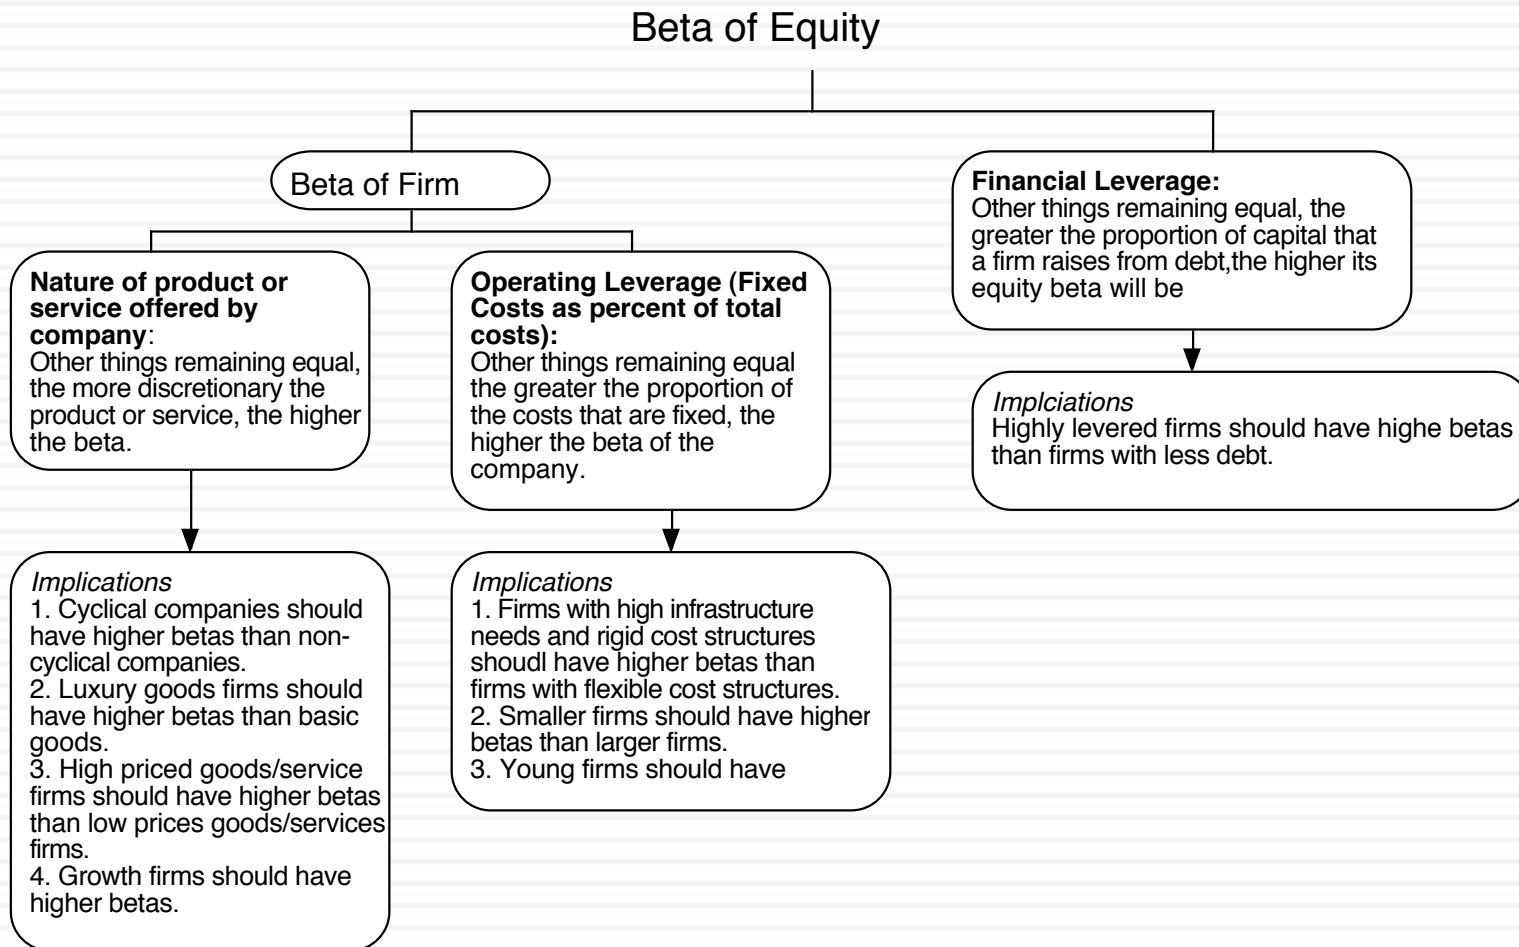 Beta of Equity
Beta of Firm
Nature of product or
service offered by
company:
Other things remaining equal,
the more discretionary the
product or service, the higher
the beta.
Operating Leverage (Fixed
Costs as percent of total
costs):
Other things remaining equal
the greater the proportion of
the costs that are fixed, the
higher the beta of the
company.
Financial Leverage:
Other things remaining equal, the
greater the proportion of capital that
a firm raises from debt,the higher its
equity beta will be
Implications
1. Cyclical companies should
have higher betas than non-
cyclical companies.
2. Luxury goods firms should
have higher betas than basic
goods.
3. High priced goods/service
firms should have higher betas
than low prices goods/services
firms.
4. Growth firms should have
higher betas.
Implications
1. Firms with high infrastructure
needs and rigid cost structures
shoudl have higher betas than
firms with flexible cost structures.
2. Smaller firms should have higher
betas than larger firms.
3. Young firms should have
Implciations
Highly levered firms should have highe betas
than firms with less debt.